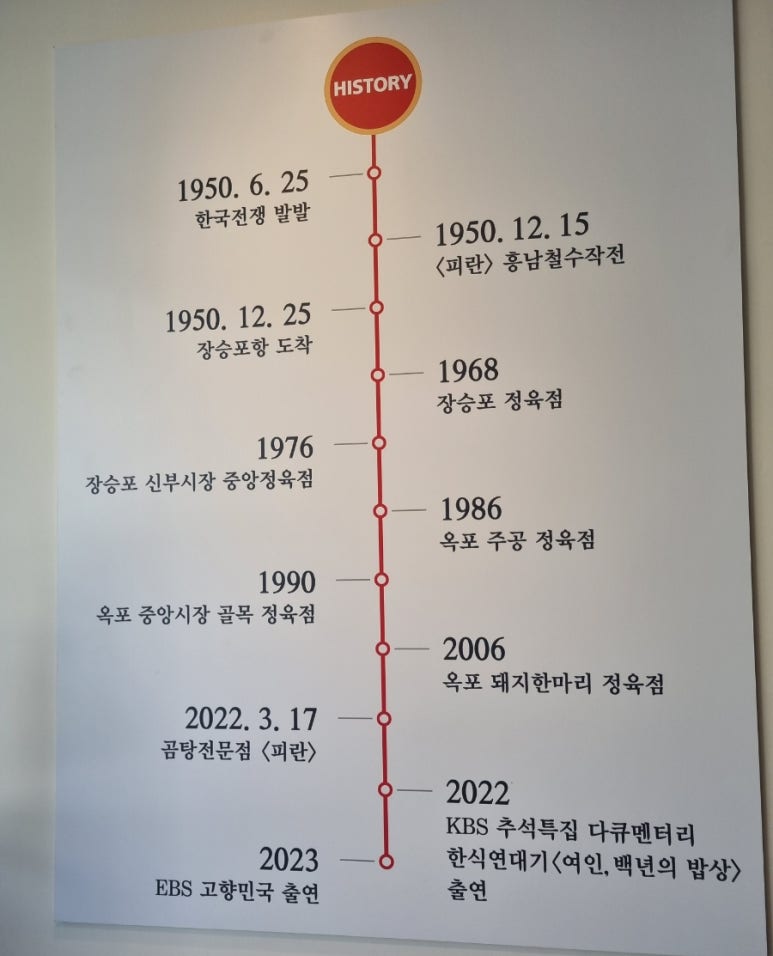 HISTORY
1950. 6. 25
한국전쟁 발발
1950. 12. 15
〈피란〉 흥남철수작전
1950. 12. 25
장승포항 도착
1968
장승포 정육점
1976
장승포 신부시장 중앙정육점
1986
옥포 주공 정육점
1990
옥포 중앙시장 골목 정육점
2006
옥포 돼지한마리 정육점
2022. 3. 17
곰탕전문점 〈피란〉
2022
KBS 추석특집 다큐멘터리
한식연대기〈여인, 백년의 밥상〉
출연
2023
EBS 고향민국 출연